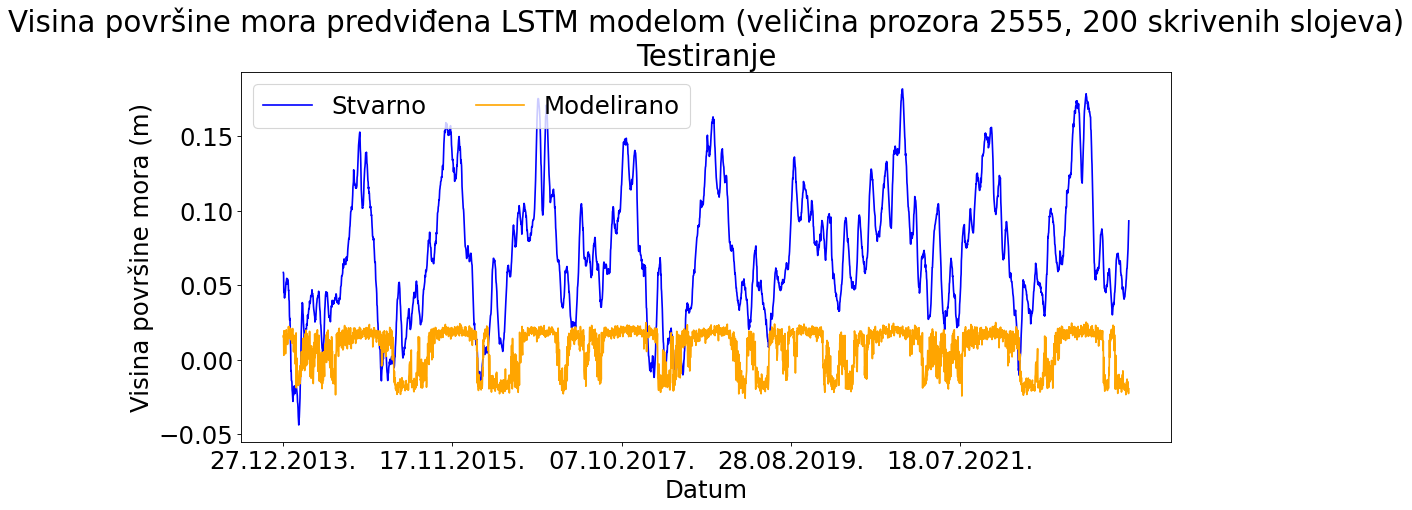 Visina površine mora predviđena LSTM modelom (veličina prozora 2555, 200 skrivenih slojeva)
Testiranje
Stvarno Modelirano
Visina površine mora (m)
0.15
0.10
0.05
0.00
−0.05
27.12.2013. 17.11.2015. 07.10.2017. 28.08.2019. 18.07.2021.
Datum